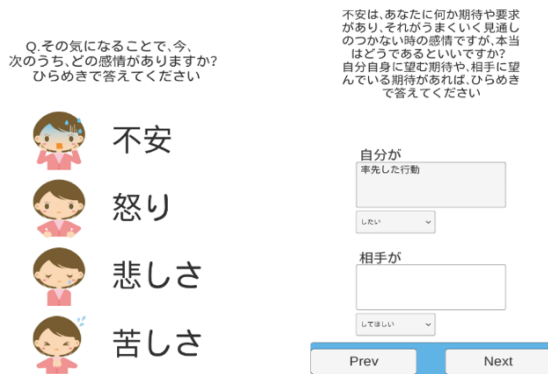 Q.その気になることで、今、
次のうち、どの感情がありますか?
ひらめきで答えてください
不安
怒り
悲しさ
苦しさ
不安は、あなたに何か期待や要求
があり、それがうまくいく見通し
のつかない時の感情ですが、本当
はどうであるといいですか?
自分自身に望む期待や、相手に望
んでいる期待があれば、ひらめき
で答えてください
自分が
率先した行動
したい
相手が
してほしい
Prev
Next